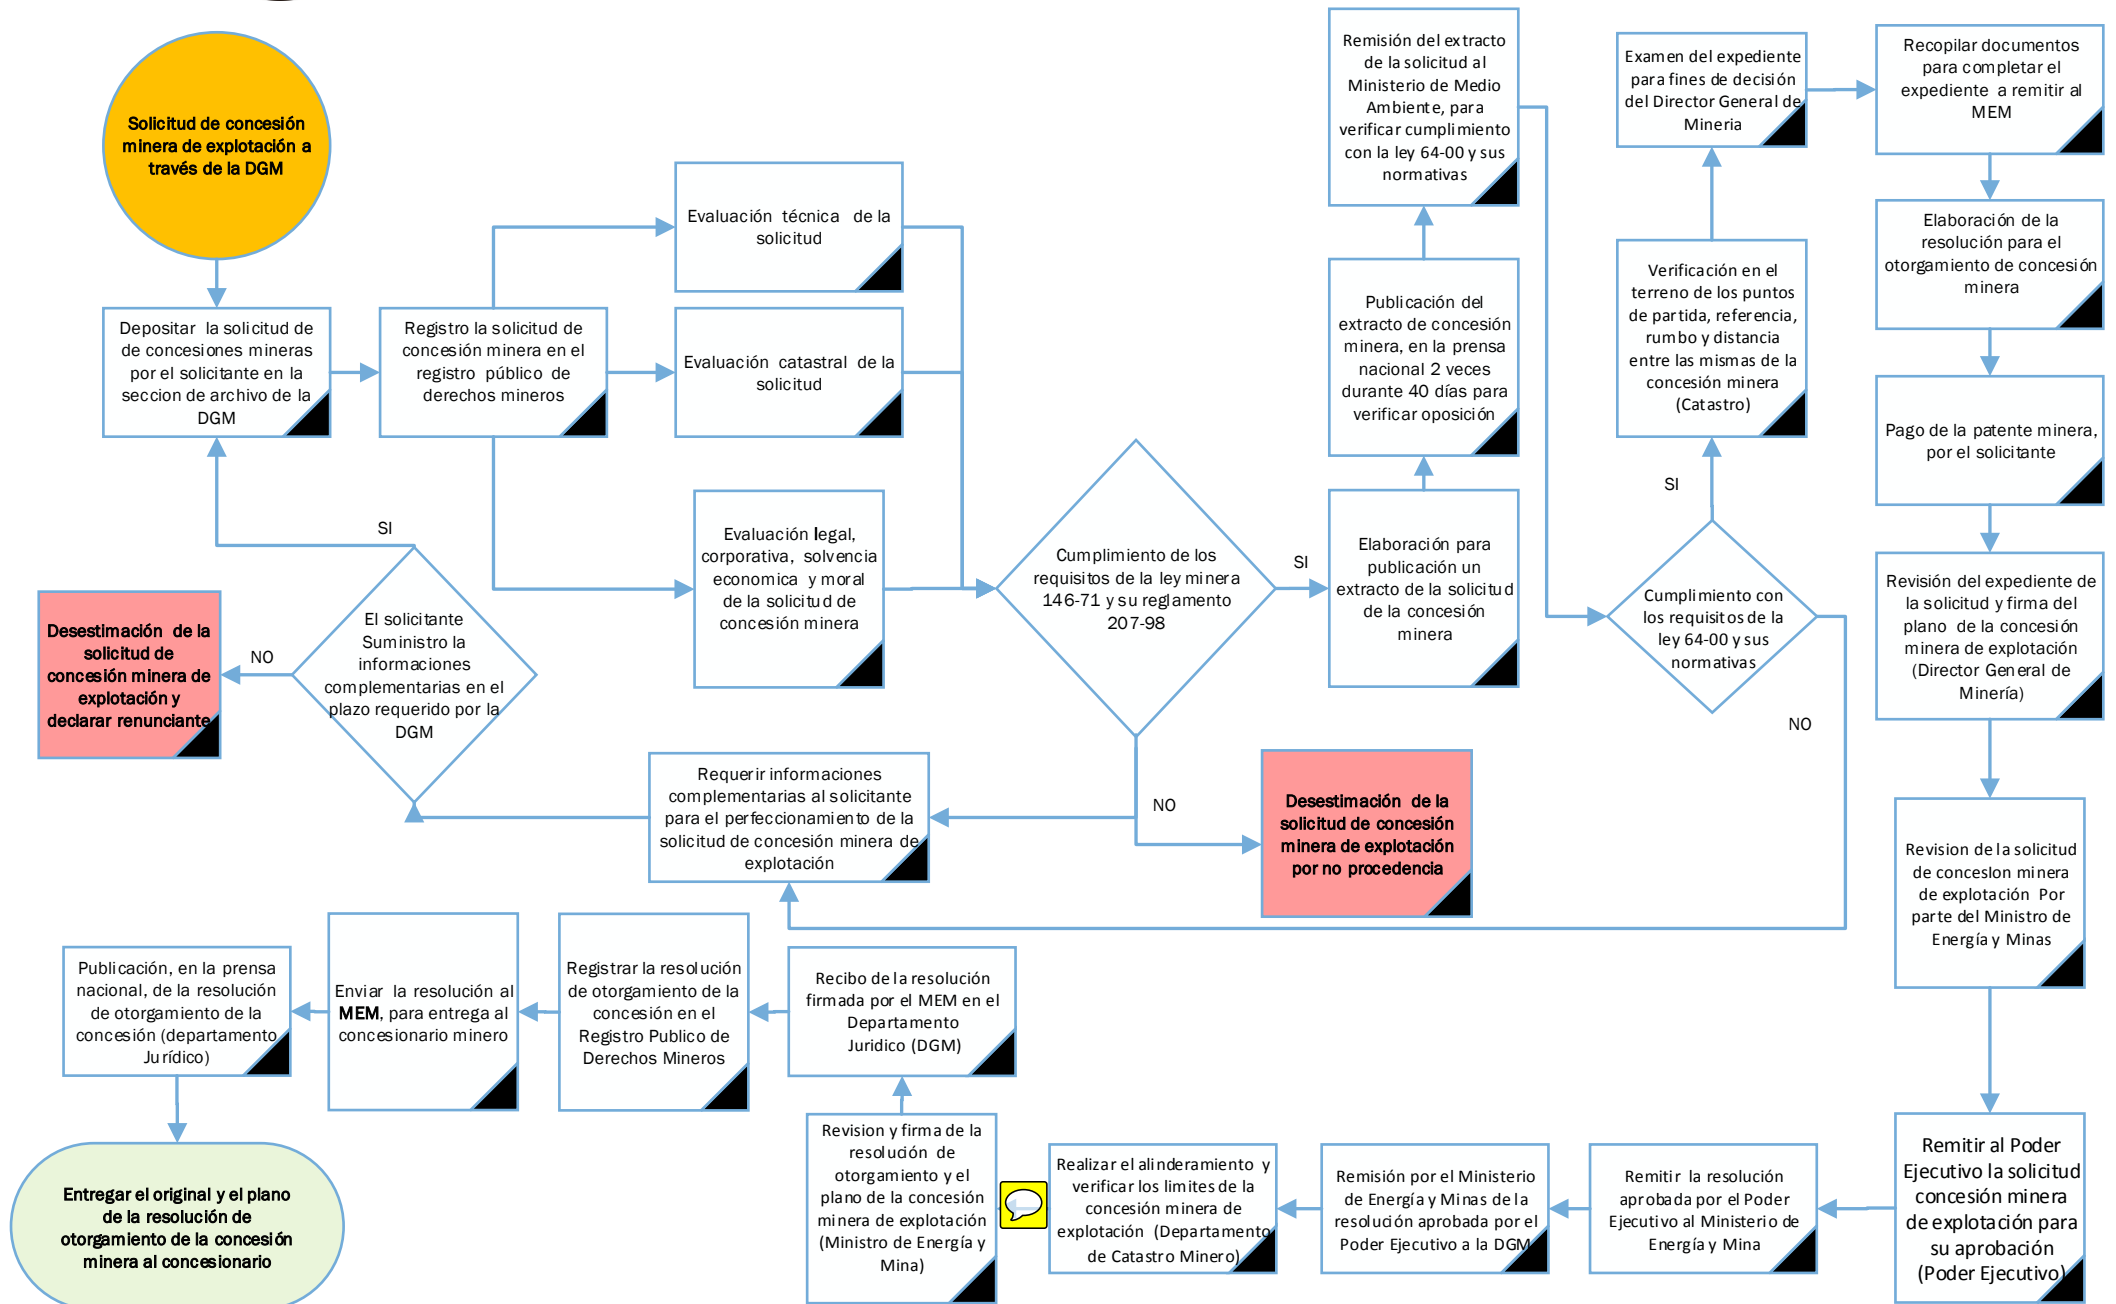 Solicitud de concesión
minera de explotación a
través de la DGM
Depositar la solicitud de
de concesiones mineras
por el solicitante en la
seccion de archivo de la
DGM
Registro la solicitud de
concesión minera en el
registro público de
derechos mineros
Evaluación técnica de la
solicitud
Evaluación catastral de la
solicitud
Evaluación legal,
corporativa, solvencia
economica y moral
de la solicitud de
concesión minera
Cumplimiento de los
requisitos de la ley minera
146-71 y su reglamento
207-98
SI
NO
Elaboración para
publicación un
extracto de la solicitud
de la concesión
minera
Publicación del
extracto de concesión
minera, en la prensa
nacional 2 veces
durante 40 días para
verificar oposición
Remisión del extracto
de la solicitud al
Ministerio de Medio
Ambiente, para
verificar cumplimiento
con la ley 64-00 y sus
normativas
Cumplimiento con
los requisitos de la
ley 64-00 y sus
normativas
SI
NO
Verificación en el
terreno de los puntos
de partida, referencia,
rumbo y distancia
entre las mismas de la
concesión minera
(Catastro)
Examen del expediente
para fines de decisión
del Director General de
Mineria
Recopilar documentos
para completar el
expediente a remitir al
MEM
Elaboración de la
resolución para el
otorgamiento de concesión
minera
Pago de la patente minera,
por el solicitante
Revisión del expediente de
la solicitud y firma del
plano de la concesión
minera de explotación
(Director General de
Minería)
Revision de la solicitud
de concesIon minera
de explotación Por
parte del Ministro de
Energía y Minas
Remitir al Poder
Ejecutivo la solicitud
concesión minera
de explotación para
su aprobación
(Poder Ejecutivo)
Remitir la resolución
aprobada por el Poder
Ejecutivo al Ministerio de
Energía y Mina
Remisión por el Ministerio
de Energía y Minas de la
resolución aprobada por el
Poder Ejecutivo a la DGM
Realizar el alinderamiento y
verificar los limites de la
concesión minera de
explotación (Departamento
de Catastro Minero)
Revision y firma de la
resolución de
otorgamiento y el
plano de la concesión
minera de explotación
(Ministro de Energía y
Mina)
Recibo de la resolución
firmada por el MEM en el
Departamento
Juridico (DGM)
Registrar la resolución
de otorgamiento de la
concesión en el
Registro Publico de
Derechos Mineros
Enviar la resolución al
MEM, para entrega al
concesionario minero
Publicación, en la prensa
nacional, de la resolución
de otorgamiento de la
concesión (departamento
Jurídico)
Entregar el original y el plano
de la resolución de
otorgamiento de la concesión
minera al concesionario
Requerir informaciones
complementarias al solicitante
para el perfeccionamiento de la
solicitud de concesión minera de
explotación
Desestimación de la
solicitud de concesión
minera de explotación
por no procedencia
El solicitante
Suministro la
informaciones
complementarias en el
plazo requerido por la
DGM
SI
NO
Desestimación de la
solicitud de
concesión minera de
explotación y
declarar renunciante